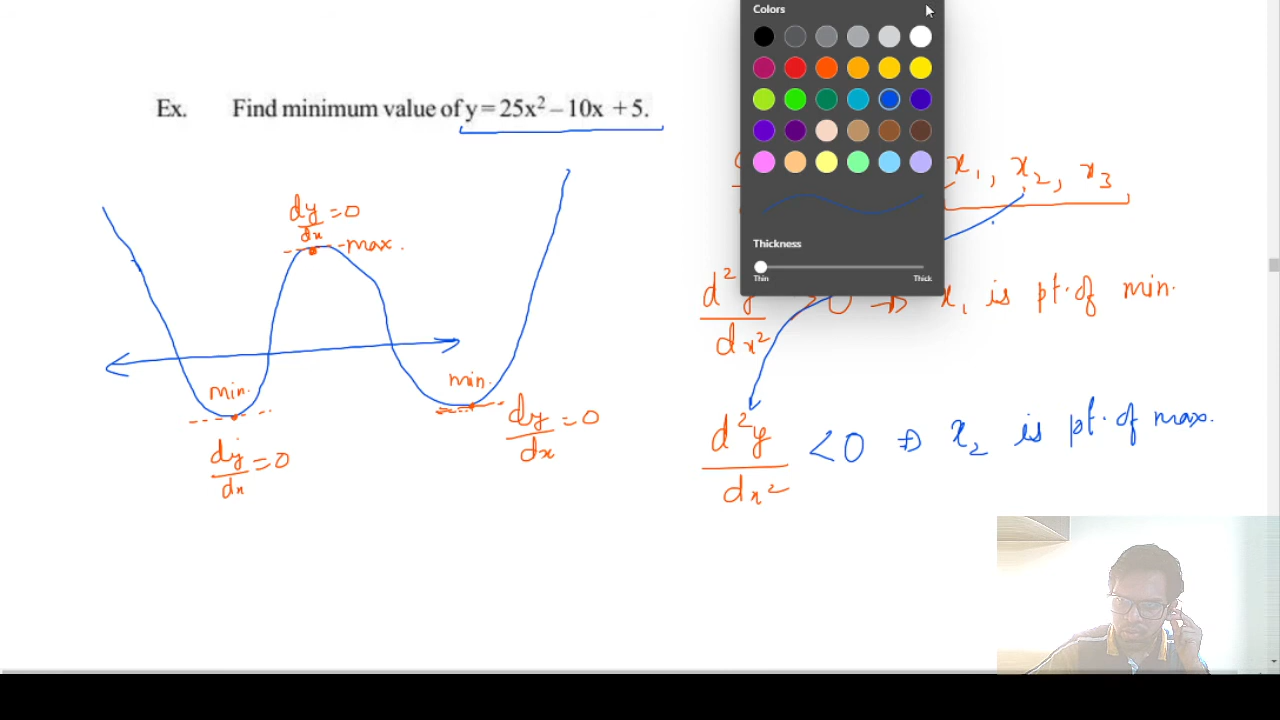 Colors
Ex. Find minimum value of y = 25x² – 10x + 5.
x₁, x₂, x₃
dy/dx = 0
max.
Thickness
Thin Thick
d²y/dx² >0 ⇒ x₁ is pt. of min.
min.
min.
dy/dx = 0
dy/dx = 0
d²y/dx² <0 ⇒ x₂ is pt. of max.